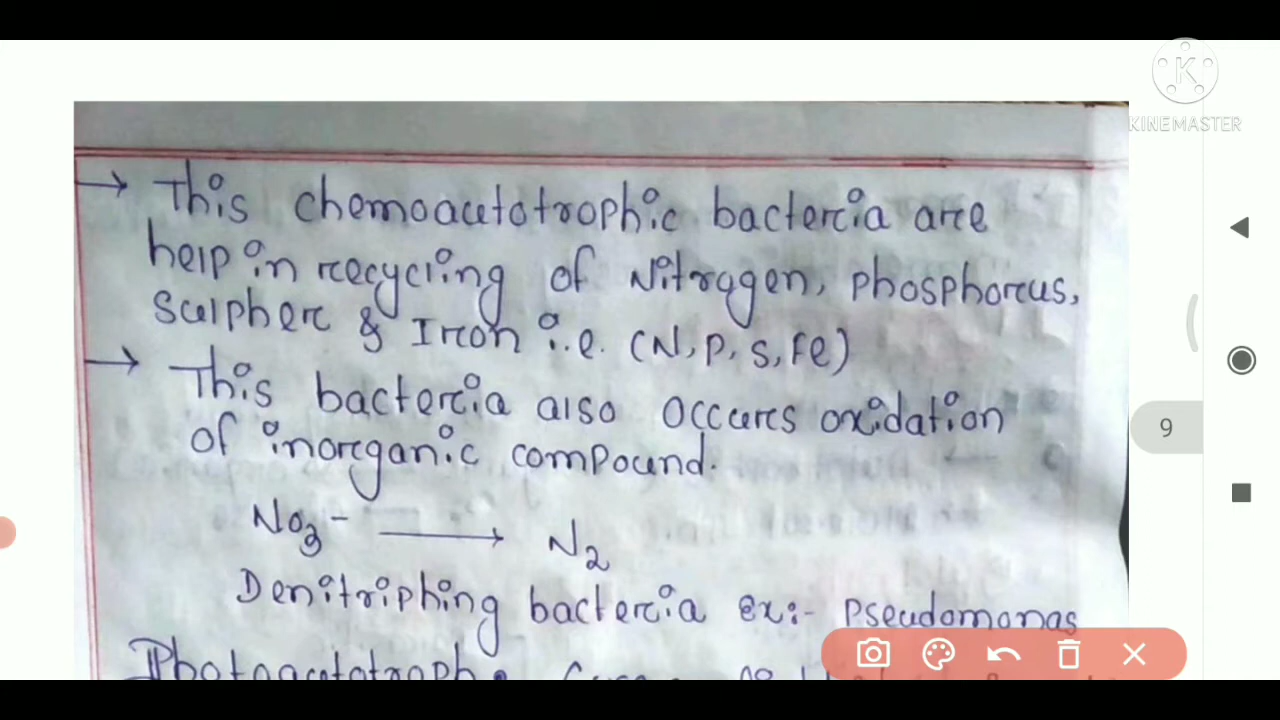 KINEMASTER
→ This chemoautotrophic bacteria are
help in recycling of Nitrogen, phosphorus,
Sulpher & Iron i.e. (N, P, S, Fe)
→ This bacteria also occurs oxidation
of inorganic compound.
NO3- → N2
Denitriphing bacteria ex:- Pseudomonas
9